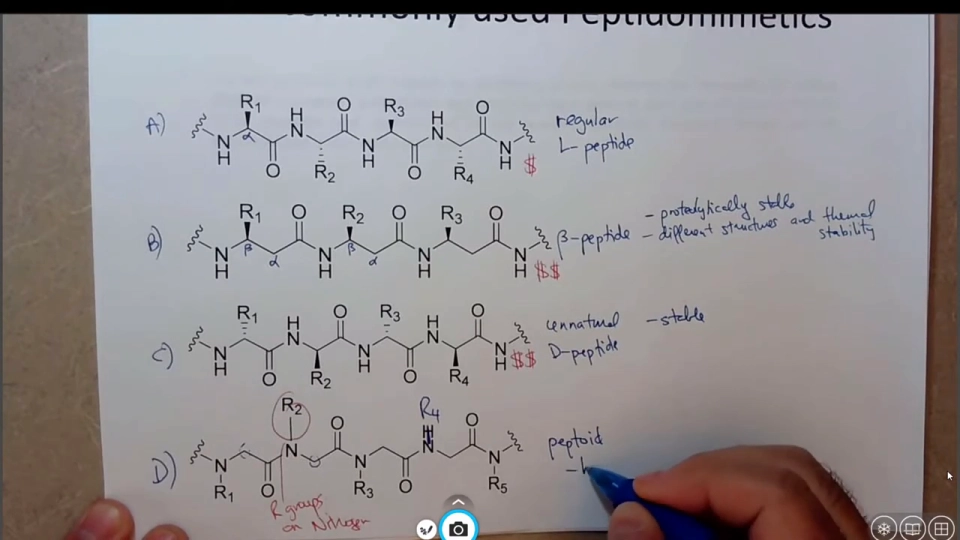 commonly used Peptidomimetics
A)
R1
H
N
O
R3
H
N
O
N
H
α
O
R2
N
H
O
R4
N
H
$
regular
L-peptide
B)
R1
O
R2
O
R3
O
N
H
β
α
N
H
β
α
N
H
N
H
$$
β-peptide
- proteolytically stable
- different structures and thermal
stability
C)
R1
H
N
O
R3
H
N
O
N
H
O
R2
N
H
O
R4
N
H
$$
unnatural - stable
D-peptide
D)
R2
N
O
R4
H
N
O
N
R1
O
N
R3
O
N
R5
R groups
on Nitrogen
peptoid